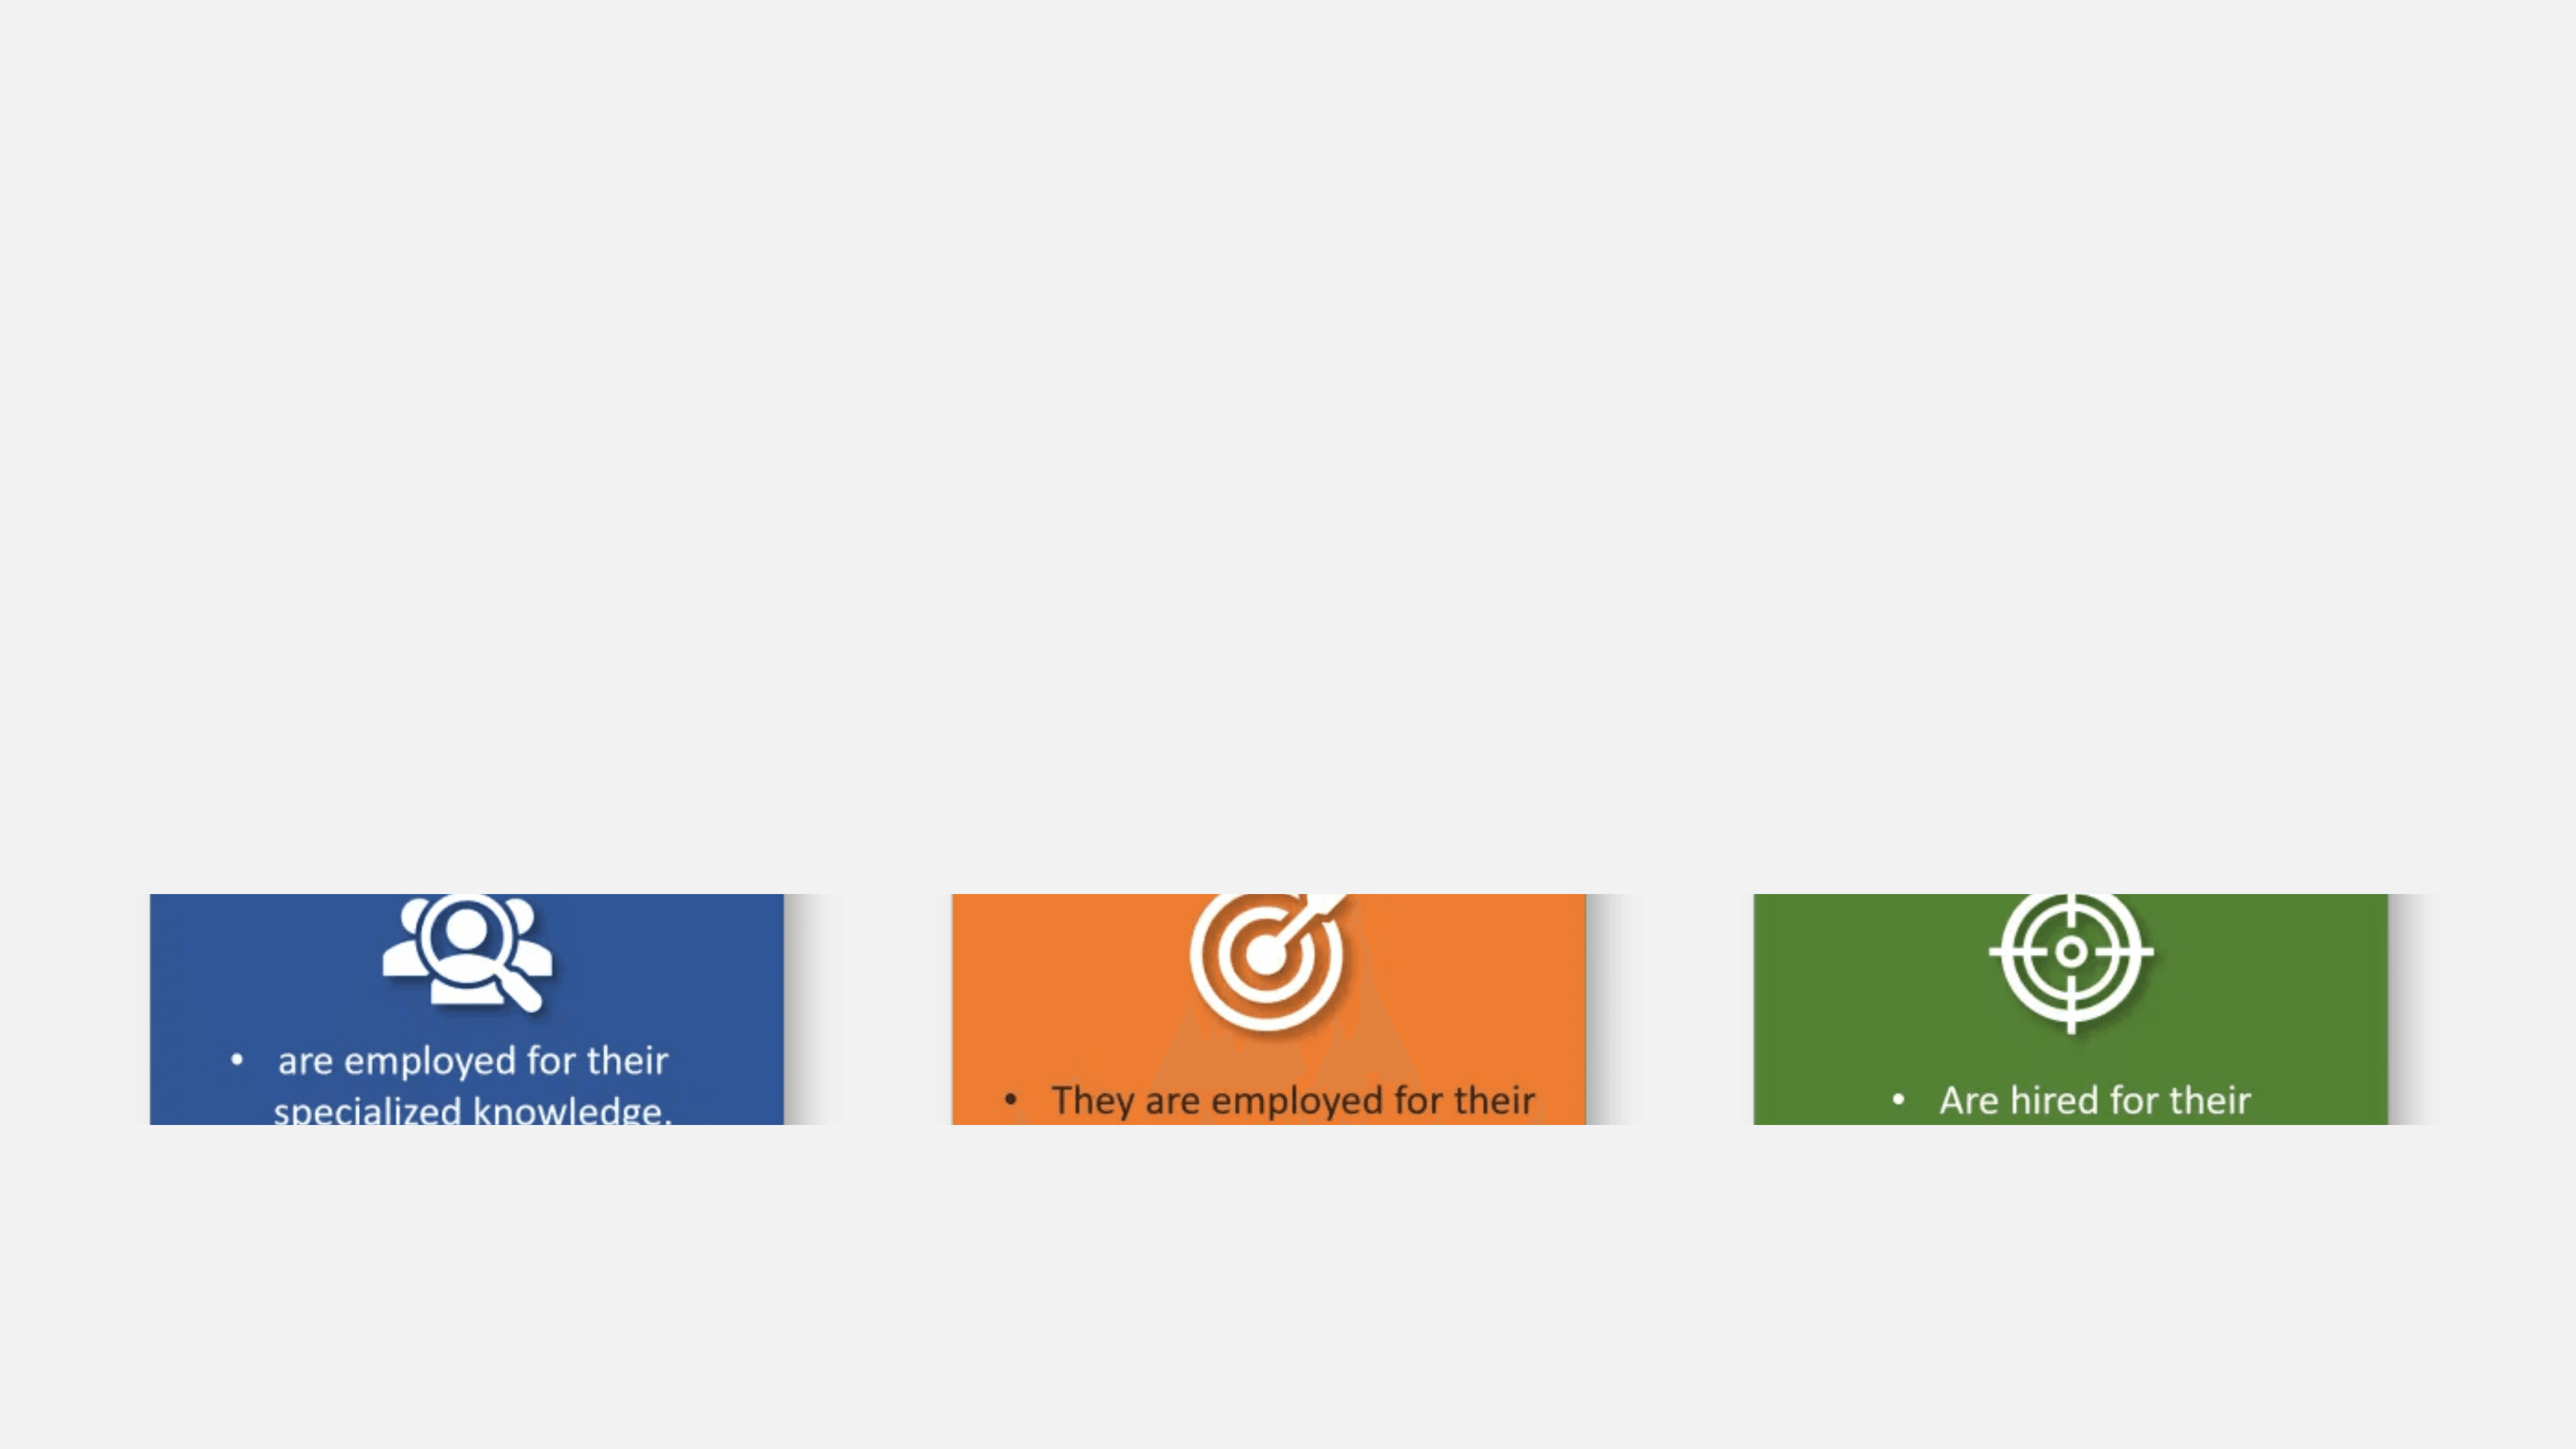 • are employed for their
specialized knowledge.
• They are employed for their
• Are hired for their